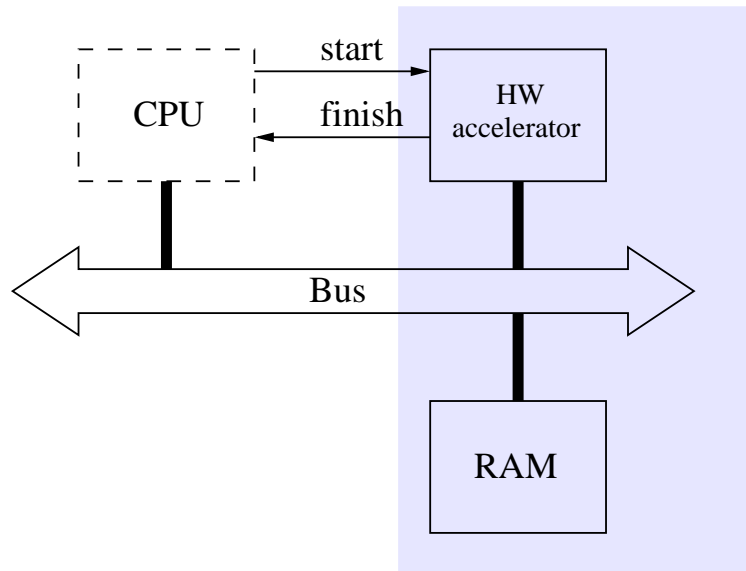 start
CPU
finish
HW
accelerator
Bus
RAM